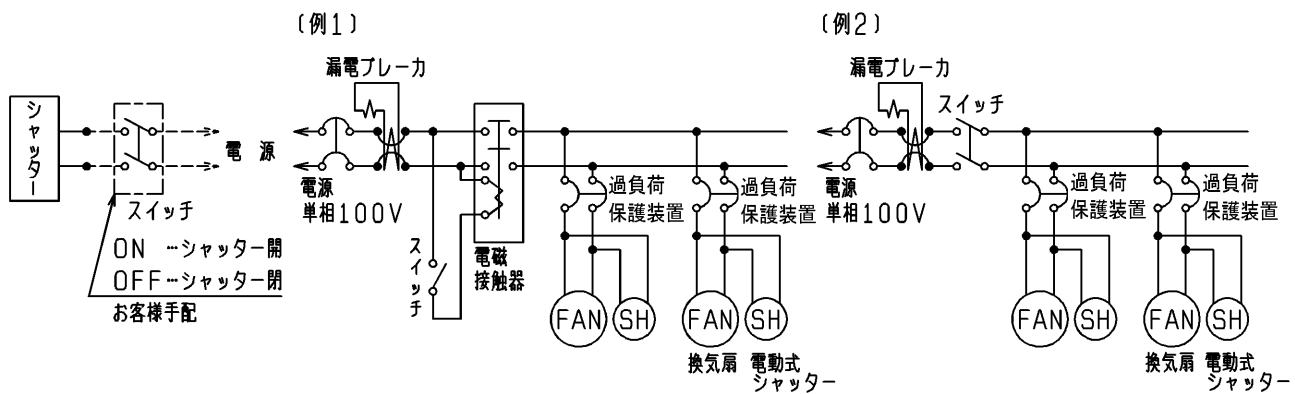 シャッター
電源
スイッチ
ON …シャッター開
OFF…シャッター閉
お客様手配
(例1)
漏電ブレーカ
電源
単相100V
スイッチ
電磁
接触器
過負荷
保護装置
過負荷
保護装置
FAN
SH
FAN
SH
換気扇
電動式
シャッター
(例2)
漏電ブレーカ
スイッチ
電源
単相100V
過負荷
保護装置
過負荷
保護装置
FAN
SH
FAN
SH
換気扇
電動式
シャッター